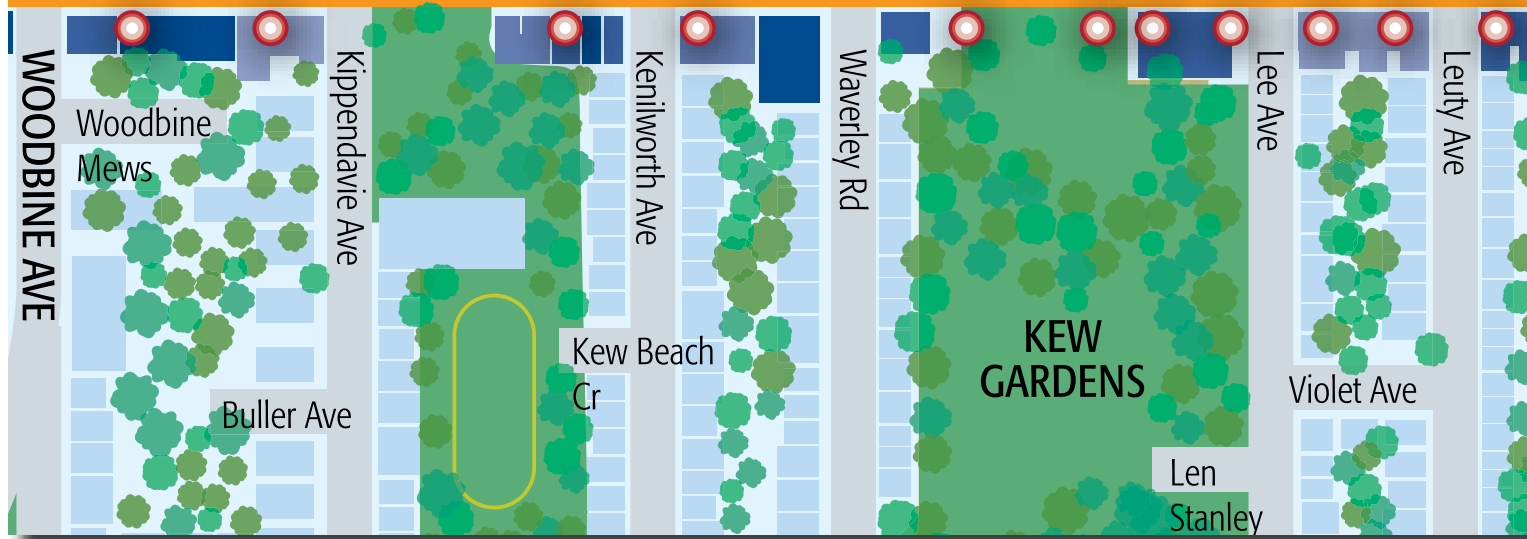 WOODBINE AVE
Woodbine
Mews
Kippendavie Ave
Buller Ave
Kenilworth Ave
Kew Beach
Cr
Waverley Rd
KEW
GARDENS
Len
Stanley
Lee Ave
Violet Ave
Leuty Ave